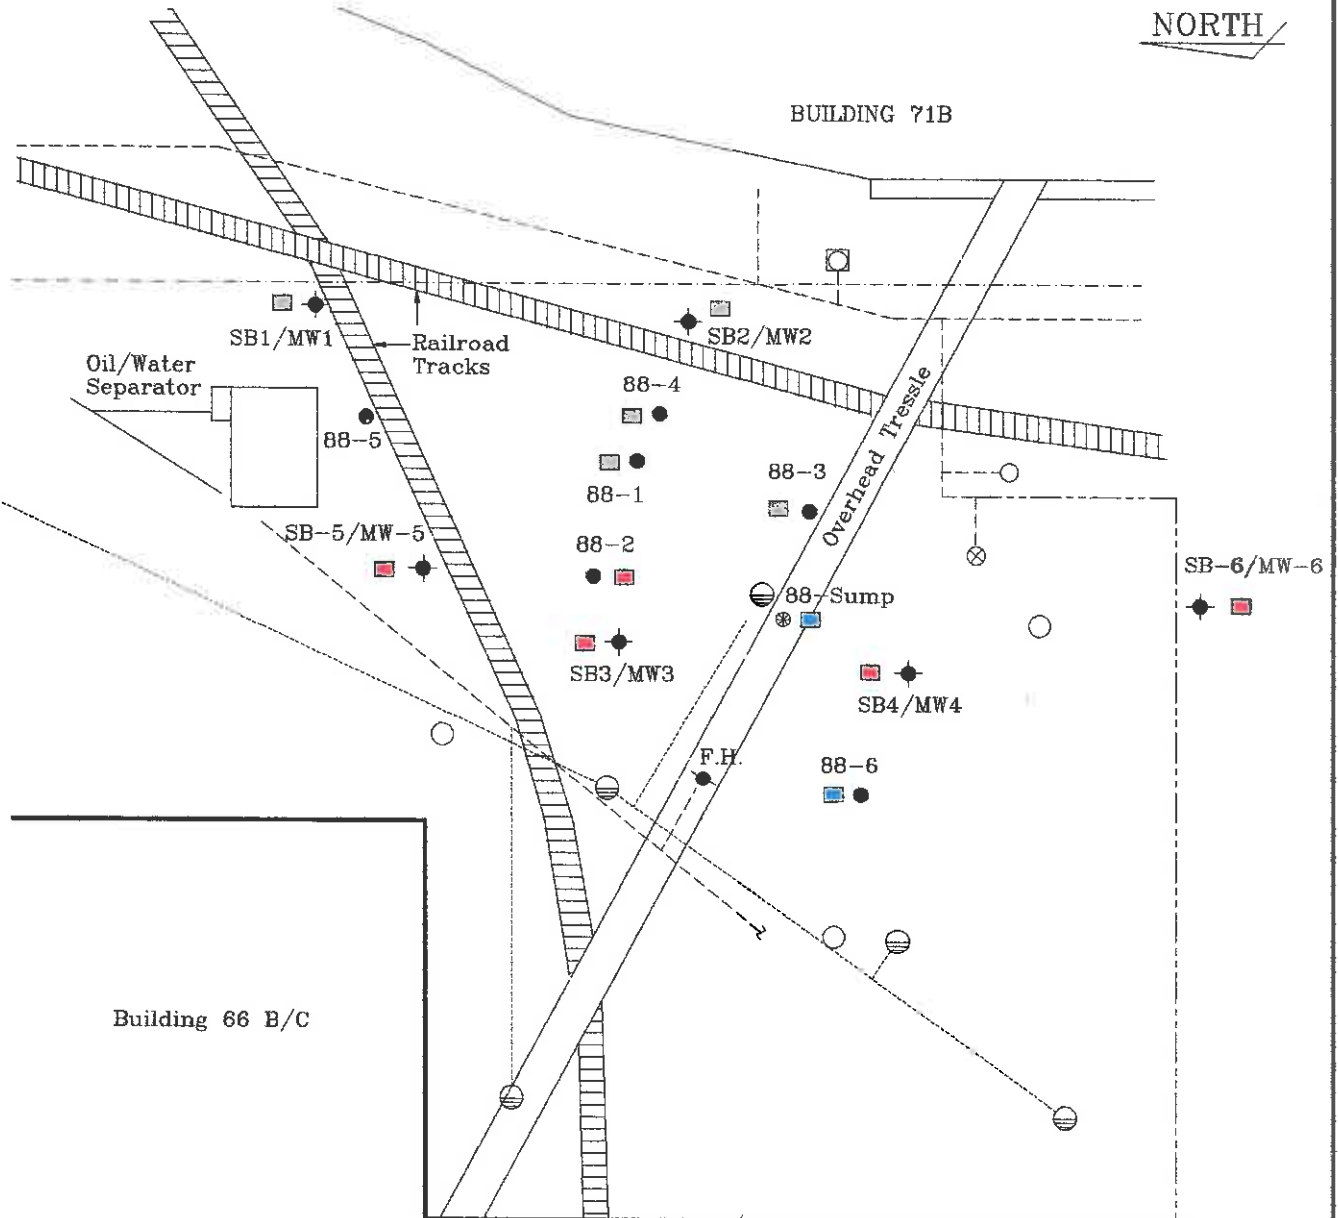 NORTH
BUILDING 71B
SB1/MW1
Railroad
Tracks
SB2/MW2
Oil/Water
Separator
88-4
88-5
88-1
88-3
Overhead Tressle
SB-5/MW-5
88-2
SB-6/MW-6
88-Sump
SB3/MW3
SB4/MW4
F.H.
88-6
Building 66 B/C